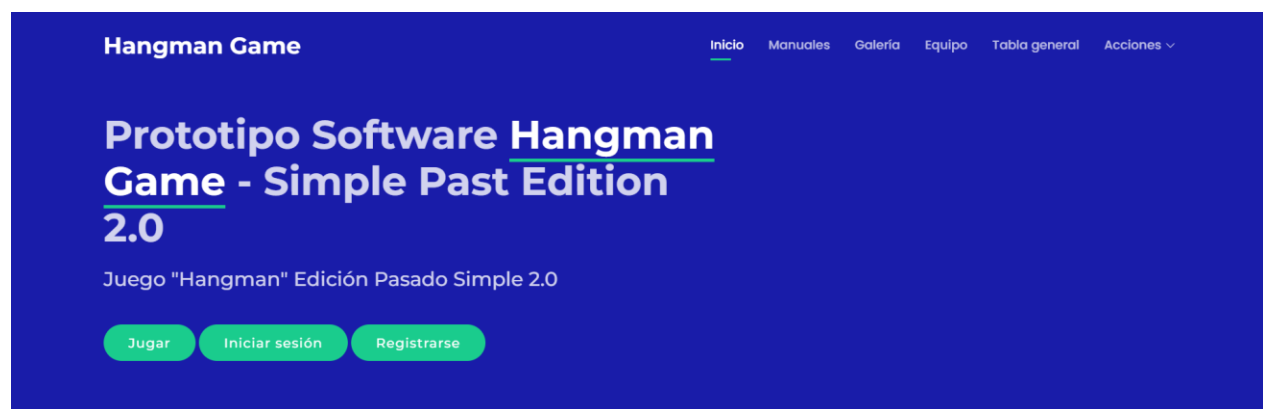 Hangman Game
Inicio Manuales Galería Equipo Tabla general Acciones
Prototipo Software Hangman
Game - Simple Past Edition
2.0
Juego "Hangman" Edición Pasado Simple 2.0
Jugar Iniciar sesión Registrarse